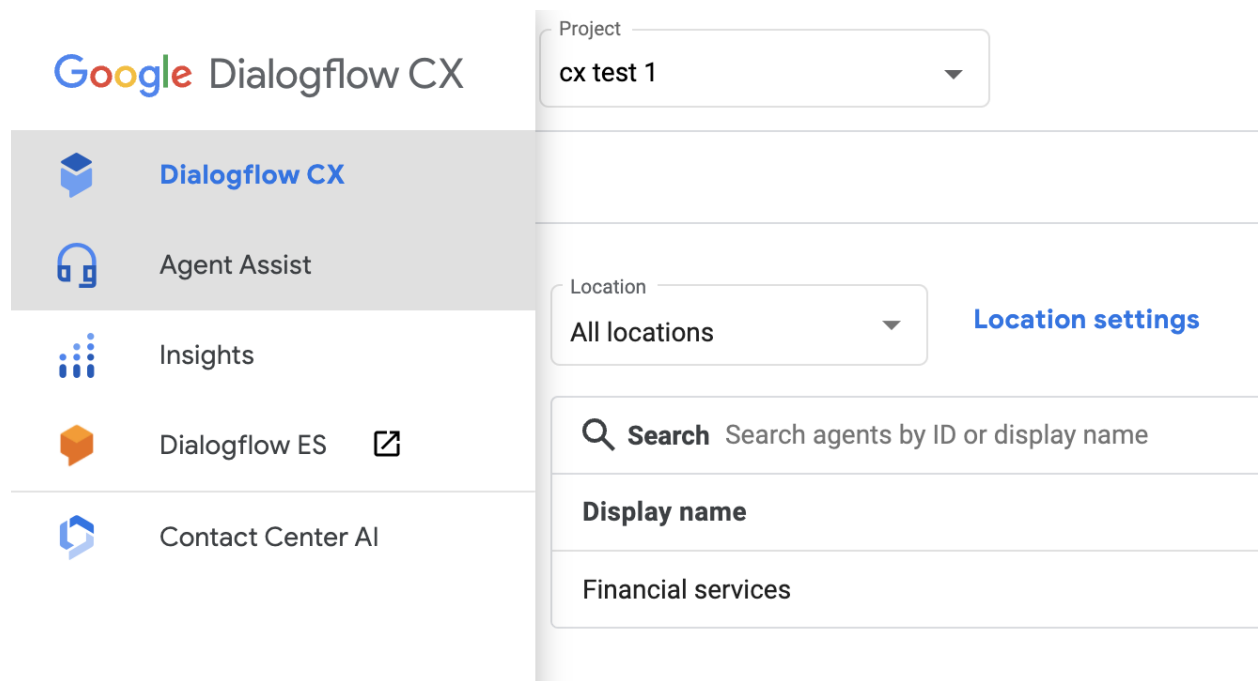 Google Dialogflow CX
Dialogflow CX
Agent Assist
Insights
Dialogflow ES
Contact Center AI
Project
cx test 1
Location
All locations
Location settings
Search Search agents by ID or display name
Display name
Financial services